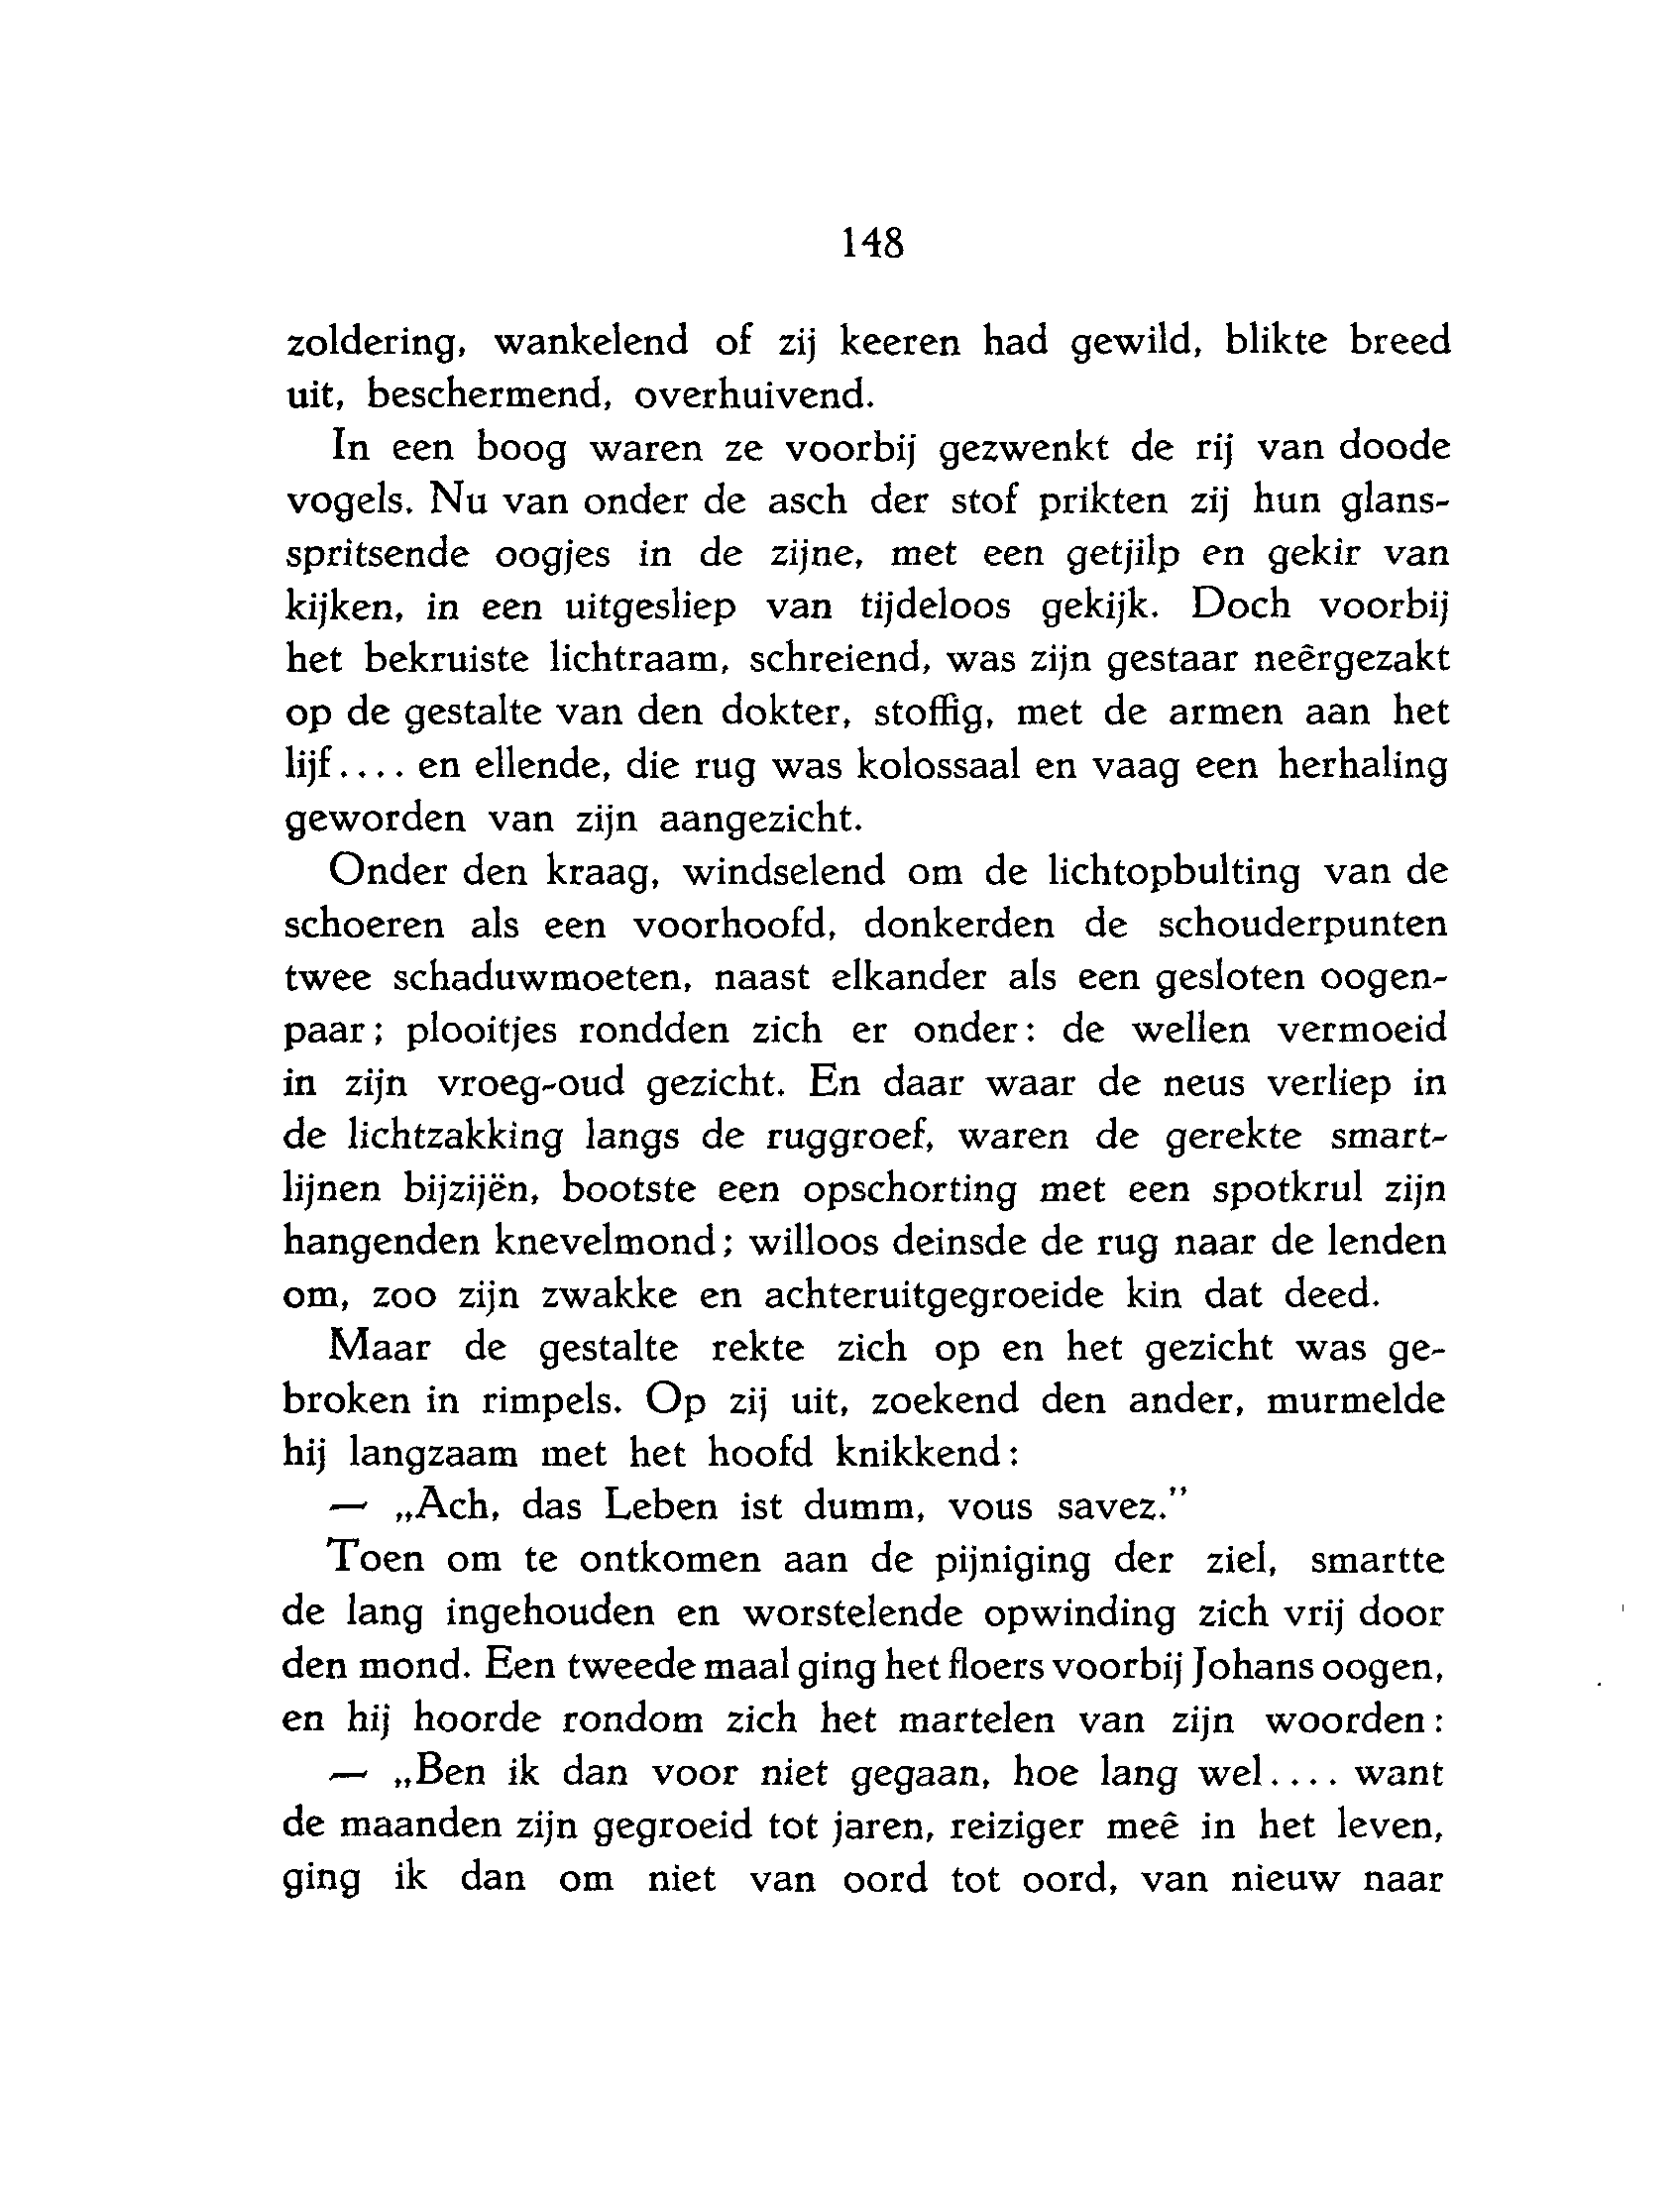 148
zoldering, wankelend of zij keeren had gewild, blikte breed
uit, beschermend, overhuivend.
In een boog waren ze voorbij gezwenkt de rij van doode
vogels. Nu van onder de asch der stof prikten zij hun glans-
spritsende oogjes in de zijne, met een getjilp en gekir van
kijken, in een uitgesliep van tijdeloos gekijk. Doch voorbij
het bekruiste lichtraam, schreiend, was zijn gestaar neêrgezakt
op de gestalte van den dokter, stoffig, met de armen aan het
lijf.... en ellende, die rug was kolossaal en vaag een herhaling
geworden van zijn aangezicht.
Onder den kraag, windselend om de lichtopbulting van de
schoeren als een voorhoofd, donkerden de schouderpunten
twee schaduwmoeten, naast elkander als een gesloten oogen-
paar; plooitjes rondden zich er onder: de wellen vermoeid
in zijn vroeg-oud gezicht. En daar waar de neus verliep in
de lichtzakking langs de ruggroef, waren de gerekte smart-
lijnen bijzijën, bootste een opschorting met een spotkrul zijn
hangenden knevelmond; willoos deinsde de rug naar de lenden
om, zoo zijn zwakke en achteruitgegroeide kin dat deed.
Maar de gestalte rekte zich op en het gezicht was ge-
broken in rimpels. Op zij uit, zoekend den ander, murmelde
hij langzaam met het hoofd knikkend:
— „Ach, das Leben ist dumm, vous savez.”
Toen om te ontkomen aan de pijniging der ziel, smartte
de lang ingehouden en worstelende opwinding zich vrij door
den mond. Een tweede maal ging het floers voorbij Johans oogen,
en hij hoorde rondom zich het martelen van zijn woorden:
— „Ben ik dan voor niet gegaan, hoe lang wel.... want
de maanden zijn gegroeid tot jaren, reiziger meê in het leven,
ging ik dan om niet van oord tot oord, van nieuw naar